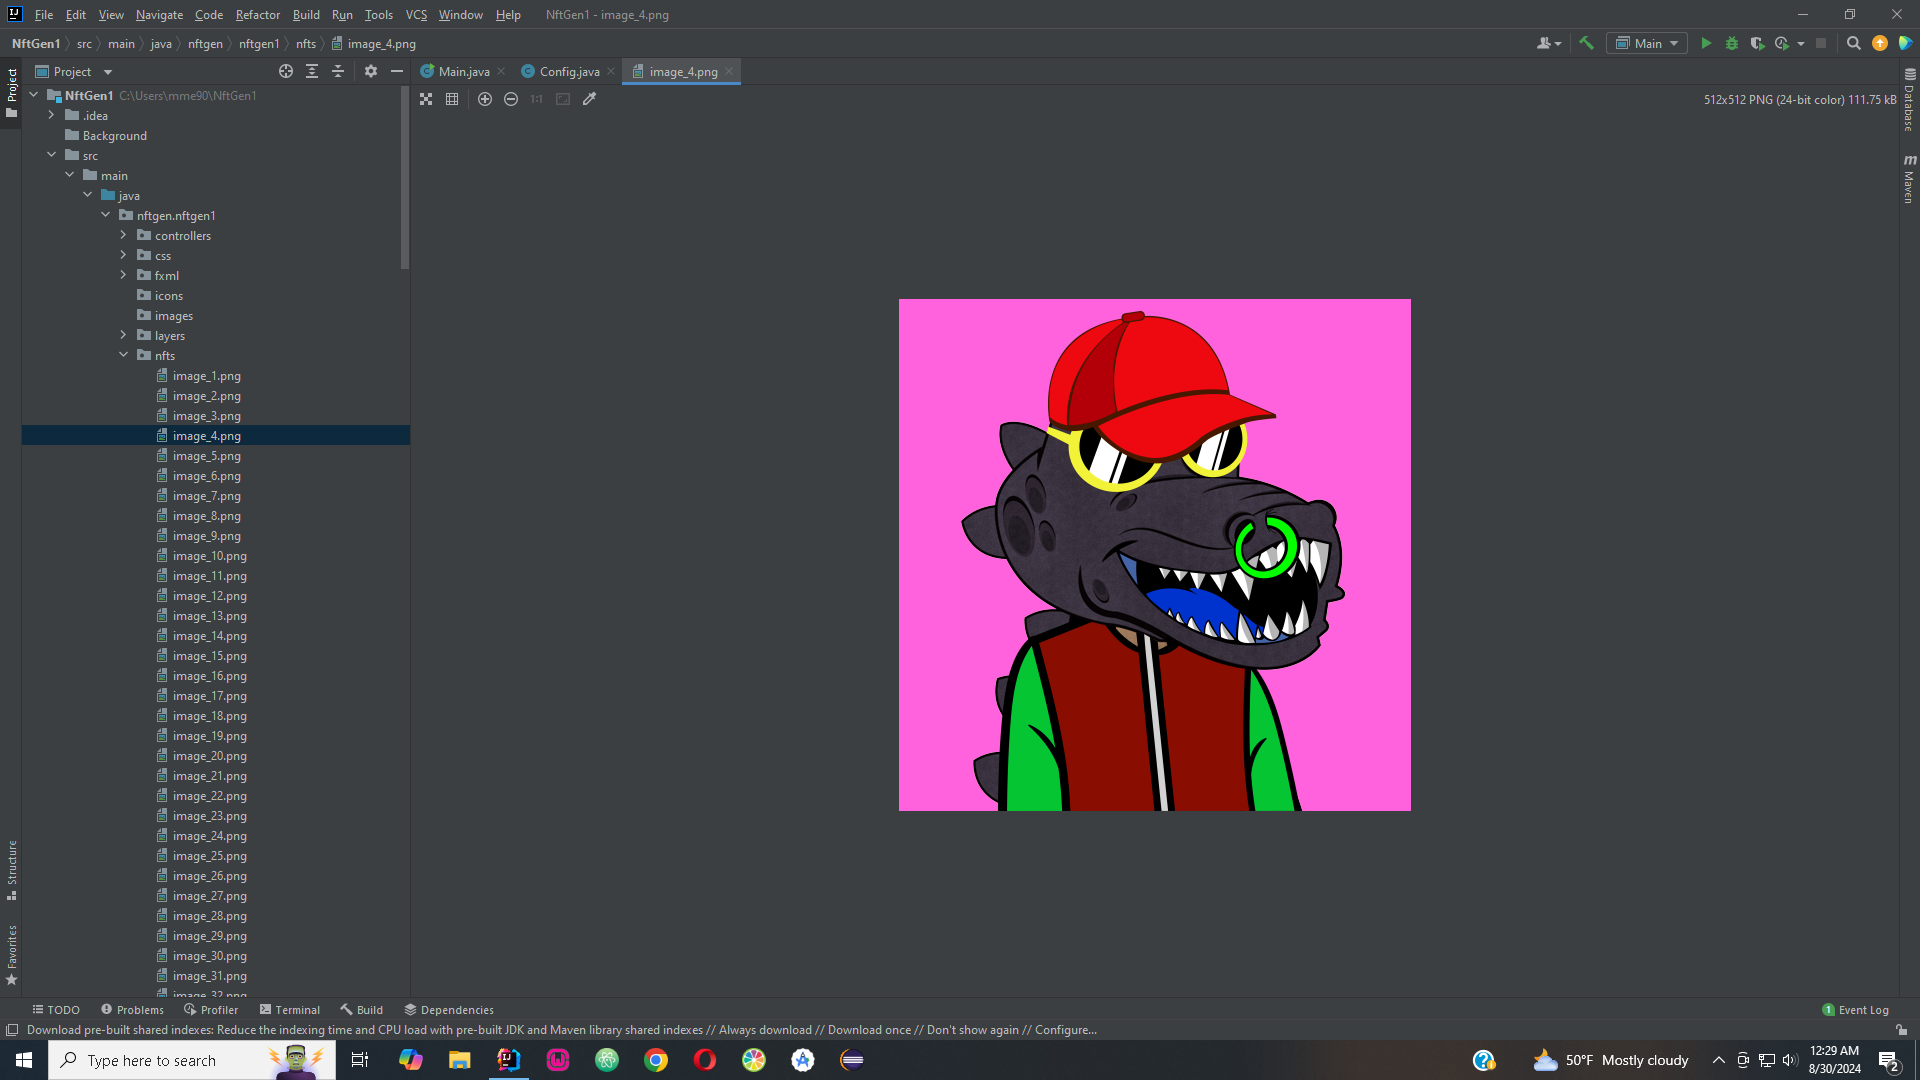 File Edit View Navigate Code Refactor Build Run Tools VCS Window Help NftGen1 - image_4.png
NftGen1 src main java nftgen nftgen1 nfts image_4.png
Main
Project
Main.java
Config.java
image_4.png
512x512 PNG (24-bit color) 111.75 kB
Project
Structure
Favorites
Database
m Maven
NftGen1 C:\Users\mme90\NftGen1
.idea
Background
src
main
java
nftgen.nftgen1
controllers
css
fxml
icons
images
layers
nfts
image_1.png
image_2.png
image_3.png
image_4.png
image_5.png
image_6.png
image_7.png
image_8.png
image_9.png
image_10.png
image_11.png
image_12.png
image_13.png
image_14.png
image_15.png
image_16.png
image_17.png
image_18.png
image_19.png
image_20.png
image_21.png
image_22.png
image_23.png
image_24.png
image_25.png
image_26.png
image_27.png
image_28.png
image_29.png
image_30.png
image_31.png
image_32.png
1:1
TODO Problems Profiler Terminal Build Dependencies
1 Event Log
Download pre-built shared indexes: Reduce the indexing time and CPU load with pre-built JDK and Maven library shared indexes // Always download // Download once // Don't show again // Configure...
Type here to search
50°F Mostly cloudy
12:29 AM
8/30/2024
2